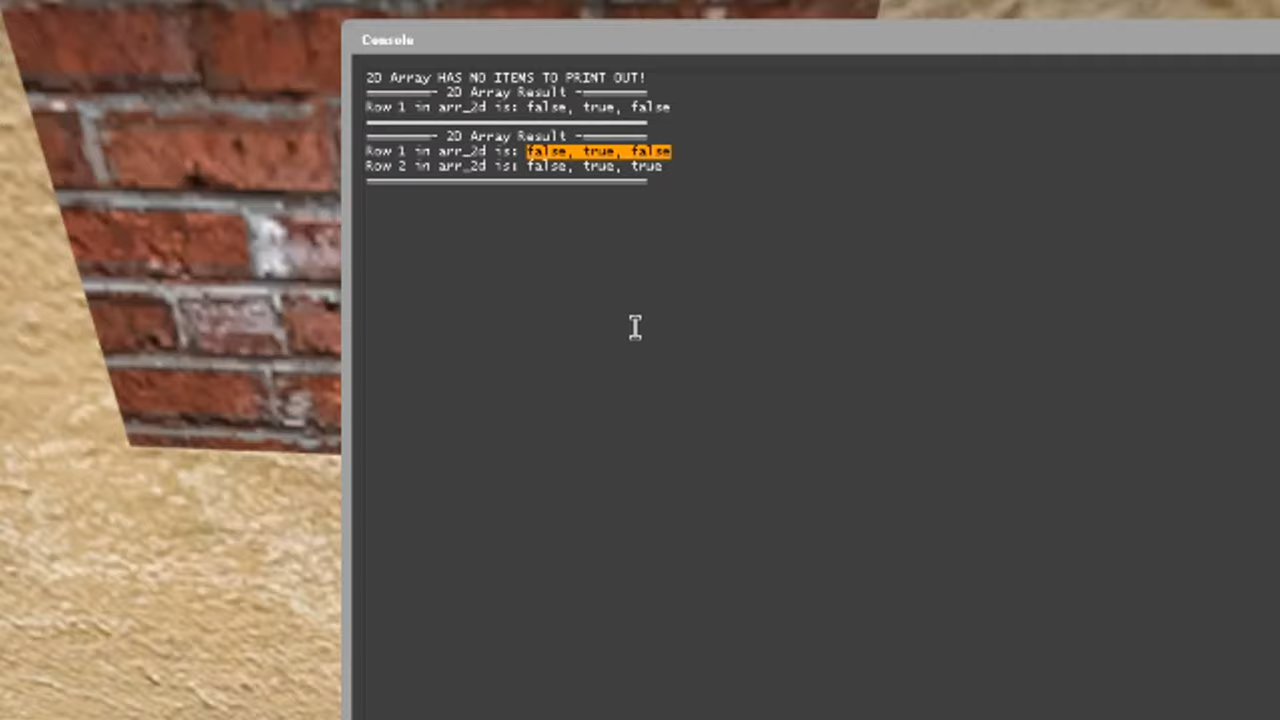 Console
2D Array HAS NO ITEMS TO PRINT OUT!
========- 2D Array Result -========
Row 1 in arr_2d is: false, true, false
===================================
========- 2D Array Result -========
Row 1 in arr_2d is: false, true, false
Row 2 in arr_2d is: false, true, true
===================================